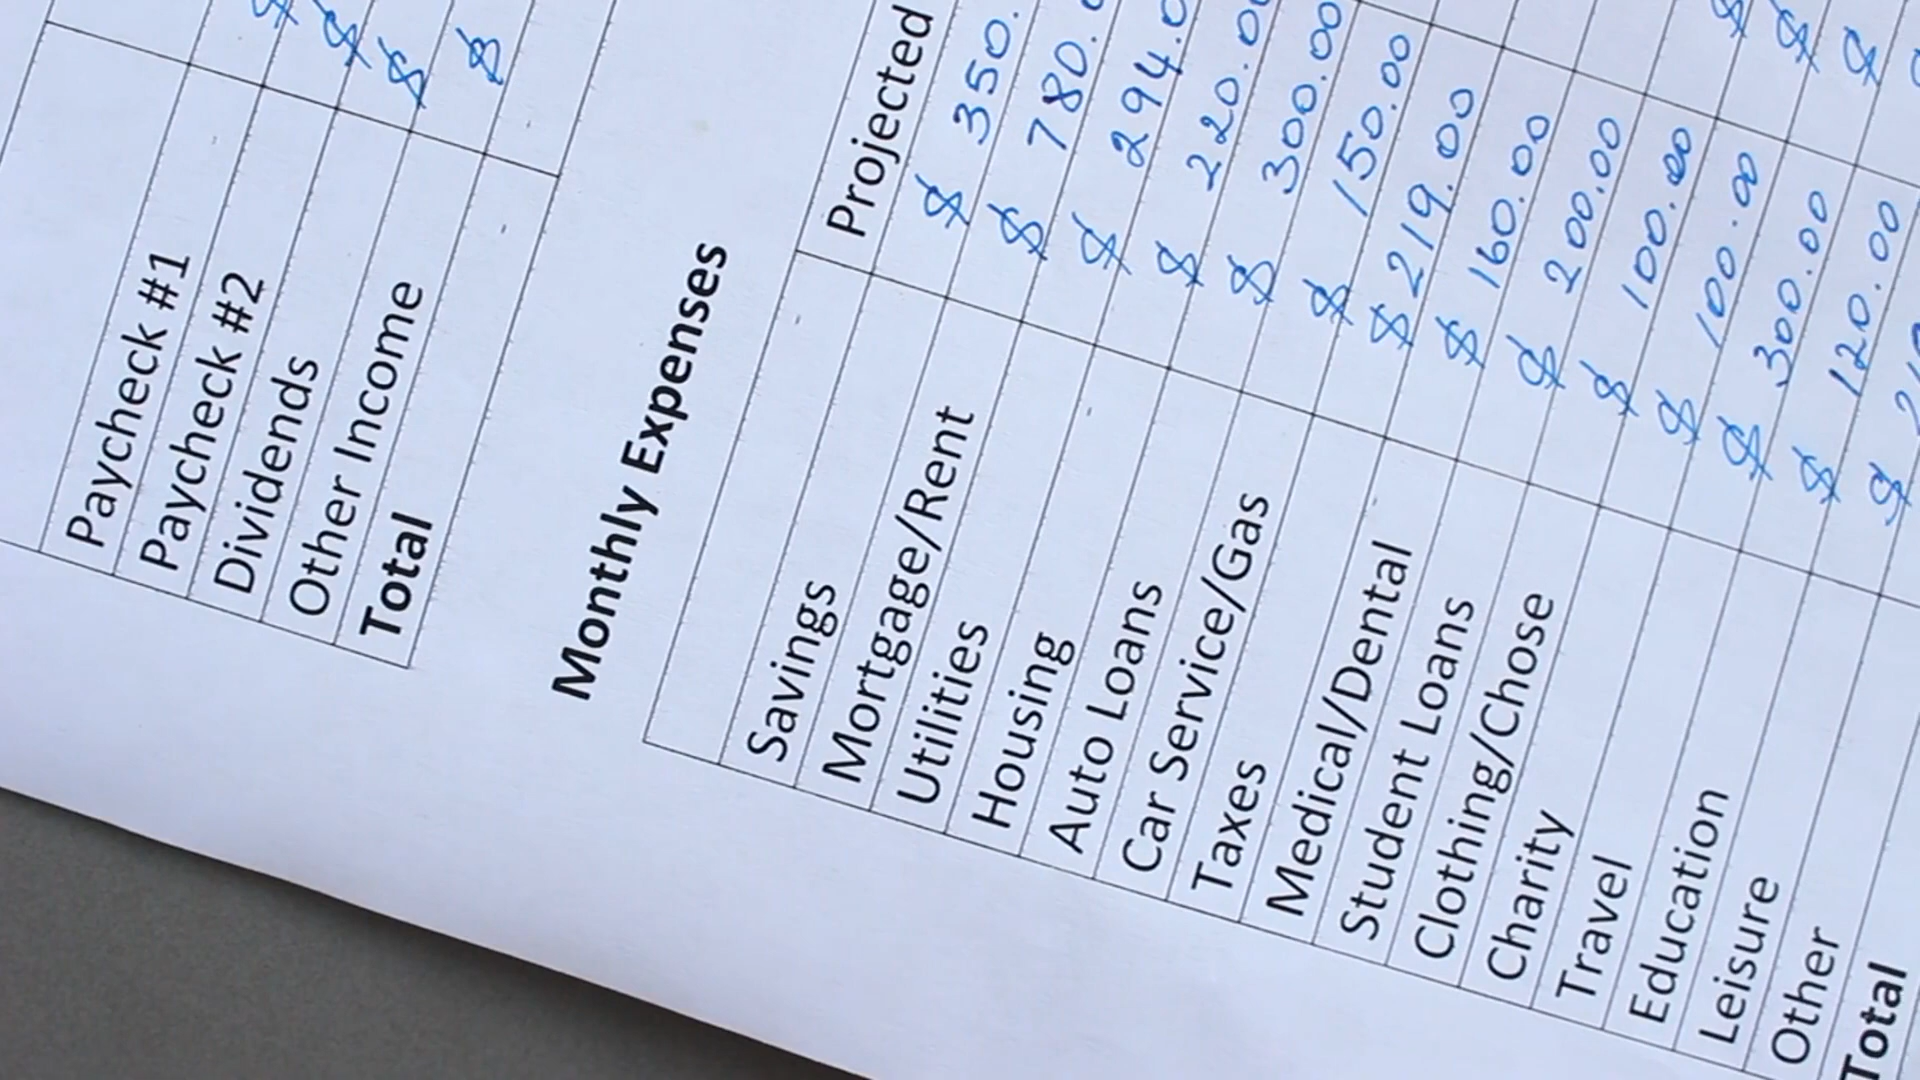 Paycheck #1 $
Paycheck #2 $
Dividends $
Other Income $
Total
Monthly Expenses
Projected
Savings $ 350.
Mortgage/Rent $ 780.
Utilities $ 294.0
Housing $ 220.00
Auto Loans $ 300.00
Car Service/Gas $ 150.00
Taxes $ 219.00
Medical/Dental $ 160.00
Student Loans $ 200.00
Clothing/Chose $ 100.00
Charity $ 100.00
Travel $ 300.00
Education $ 120.00
Leisure $
Other
Total